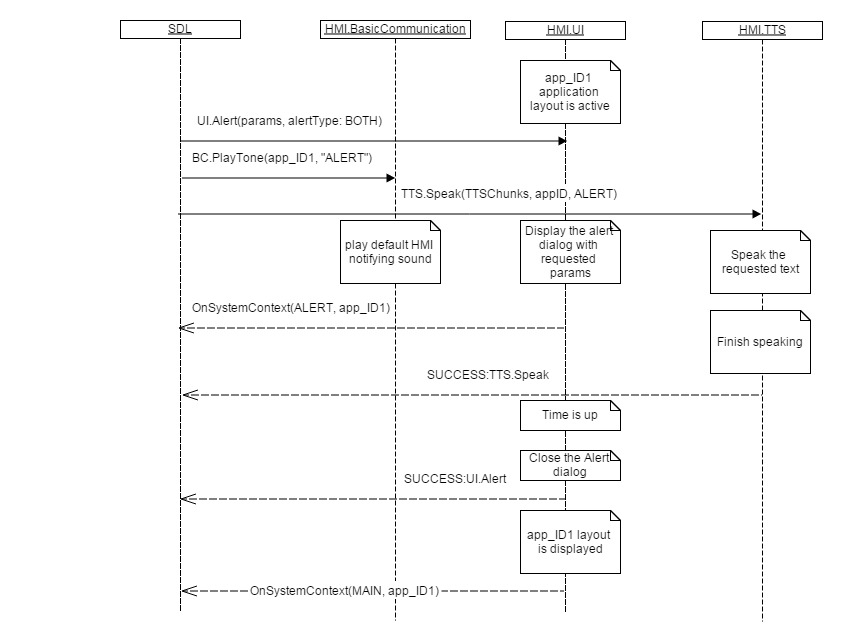 SDL
HMI.BasicCommunication
HMI.UI
HMI.TTS
app_ID1
application
layout is active
UI.Alert(params, alertType: BOTH)
BC.PlayTone(app_ID1, "ALERT")
TTS.Speak(TTSChunks, appID, ALERT)
play default HMI
notifying sound
Display the alert
dialog with
requested
params
Speak the
requested text
OnSystemContext(ALERT, app_ID1)
Finish speaking
SUCCESS:TTS.Speak
Time is up
Close the Alert
dialog
SUCCESS:UI.Alert
app_ID1 layout
is displayed
OnSystemContext(MAIN, app_ID1)